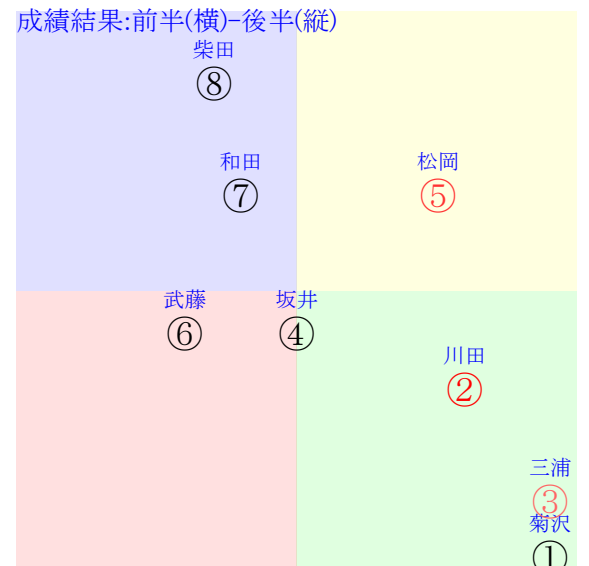 成績結果:前半(横)−後半(縦)
柴田
⑧
和田
⑦
松岡
⑤
武藤
⑥
坂井
④
川田
②
三浦
③
菊沢
①